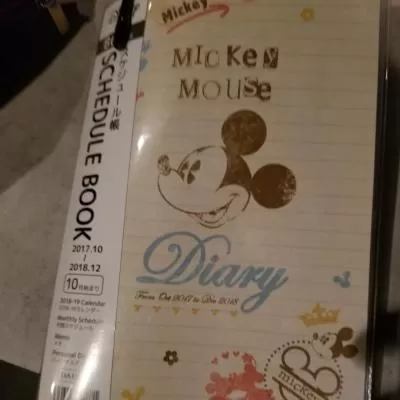 スケジュール帳
SCHEDULE BOOK
2017.10
~
2018.12
10月始まり
2018-19 Calendar
Monthly Schedule
Memo
Personal
Mickey
MICKEY
MOUSE
Diary
From Oct 2017 to Dec 2018
mickey